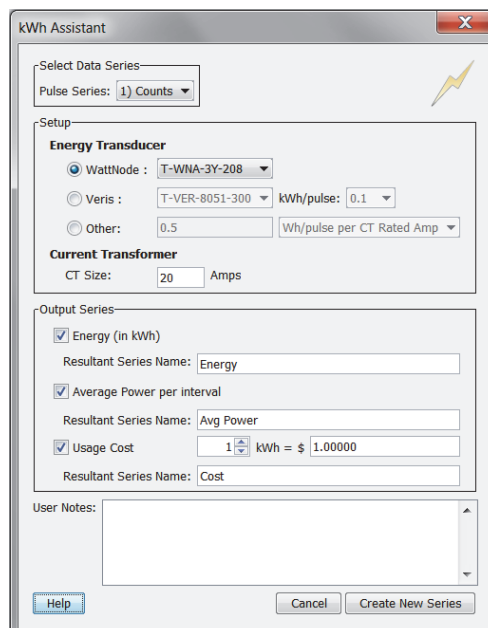 kWh Assistant
Select Data Series
Pulse Series: 1) Counts
Setup
Energy Transducer
WattNode : T-WNA-3Y-208
Veris : T-VER-8051-300 kWh/pulse: 0.1
Other: 0.5 Wh/pulse per CT Rated Amp
Current Transformer
CT Size: 20 Amps
Output Series
Energy (in kWh)
Resultant Series Name: Energy
Average Power per interval
Resultant Series Name: Avg Power
Usage Cost 1 kWh = $ 1.00000
Resultant Series Name: Cost
User Notes:
Help Cancel Create New Series